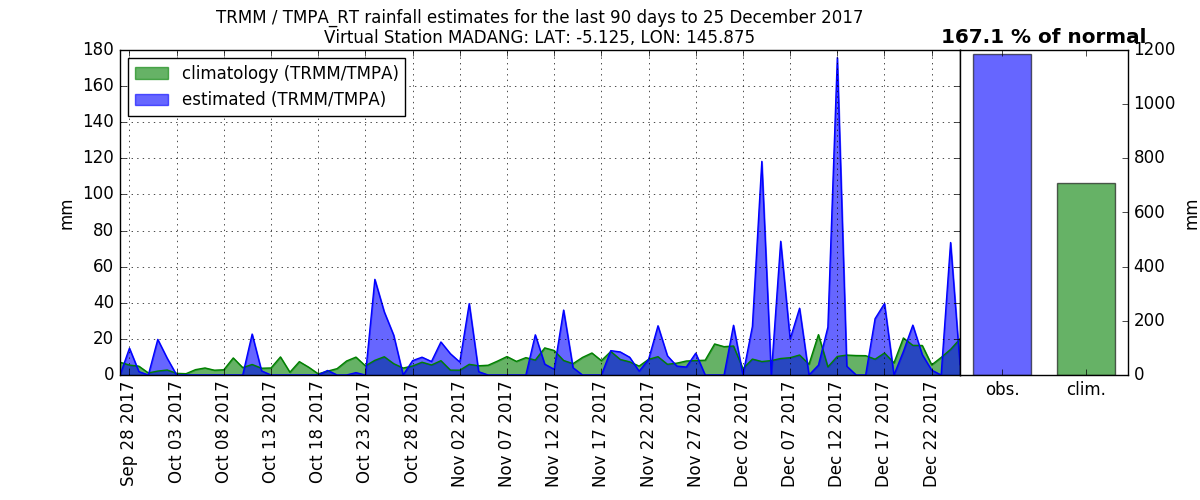 TRMM / TMPA_RT rainfall estimates for the last 90 days to 25 December 2017
Virtual Station MADANG: LAT: -5.125, LON: 145.875
167.1 % of normal
climatology (TRMM/TMPA)
estimated (TRMM/TMPA)
180
160
140
120
100
80
60
40
20
0
mm
Sep 28 2017
Oct 03 2017
Oct 08 2017
Oct 13 2017
Oct 18 2017
Oct 23 2017
Oct 28 2017
Nov 02 2017
Nov 07 2017
Nov 12 2017
Nov 17 2017
Nov 22 2017
Nov 27 2017
Dec 02 2017
Dec 07 2017
Dec 12 2017
Dec 17 2017
Dec 22 2017
1200
1000
800
600
400
200
0
mm
obs.
clim.